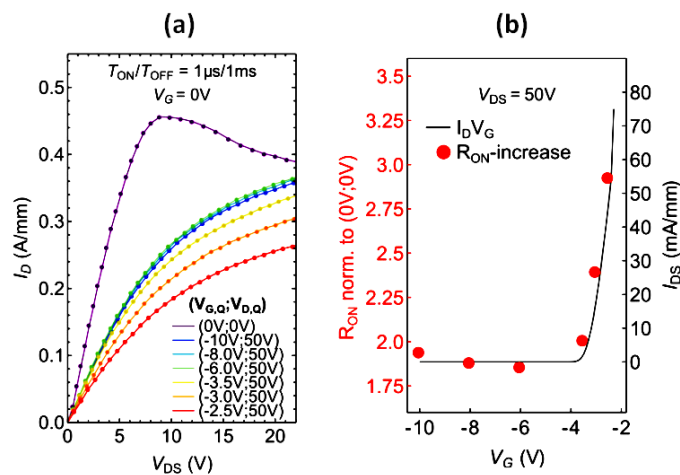 (a)
T_ON/T_OFF = 1μs/1ms
V_G = 0V
0.5
0.4
0.3
0.2
0.1
0.0
I_D (A/mm)
(V_G,Q;V_D,Q)
(0V;0V)
(-10V;50V)
(-8.0V;50V)
(-6.0V;50V)
(-3.5V;50V)
(-3.0V;50V)
(-2.5V;50V)
0 5 10 15 20
V_DS (V)
(b)
R_ON norm. to (0V;0V)
3.50
3.25
3.0
2.75
2.50
2.25
2.0
1.75
V_DS = 50V
I_DV_G
R_ON-increase
80
70
60
50
40
30
20
10
0
I_DS (mA/mm)
-10 -8 -6 -4 -2
V_G (V)